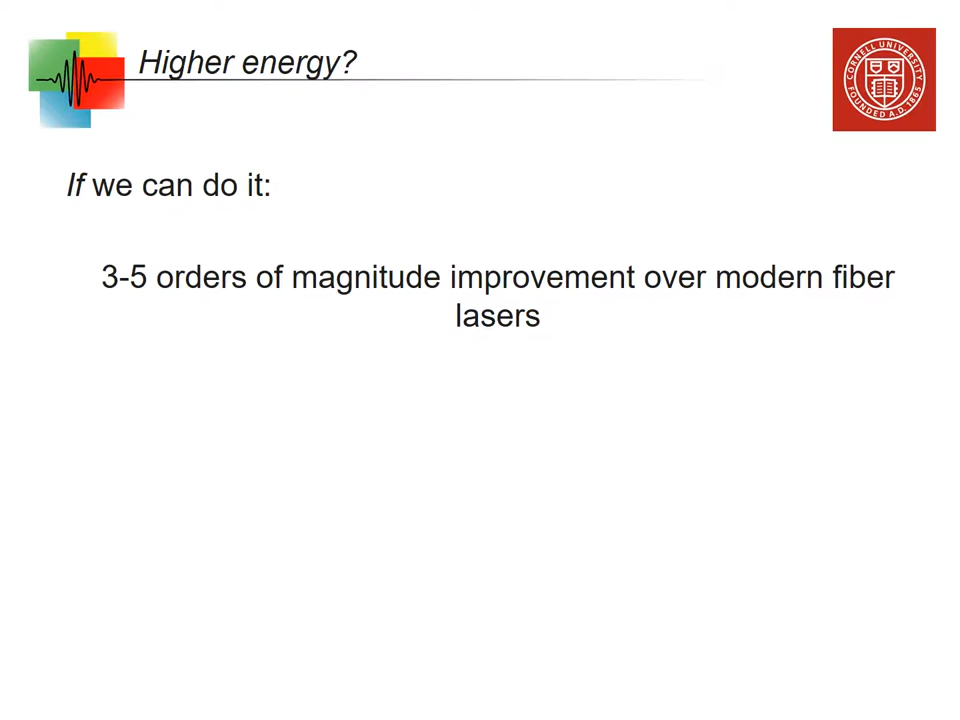 Higher energy?
CORNELL UNIVERSITY
FOUNDED A.D. 1865
If we can do it:
3-5 orders of magnitude improvement over modern fiber
lasers